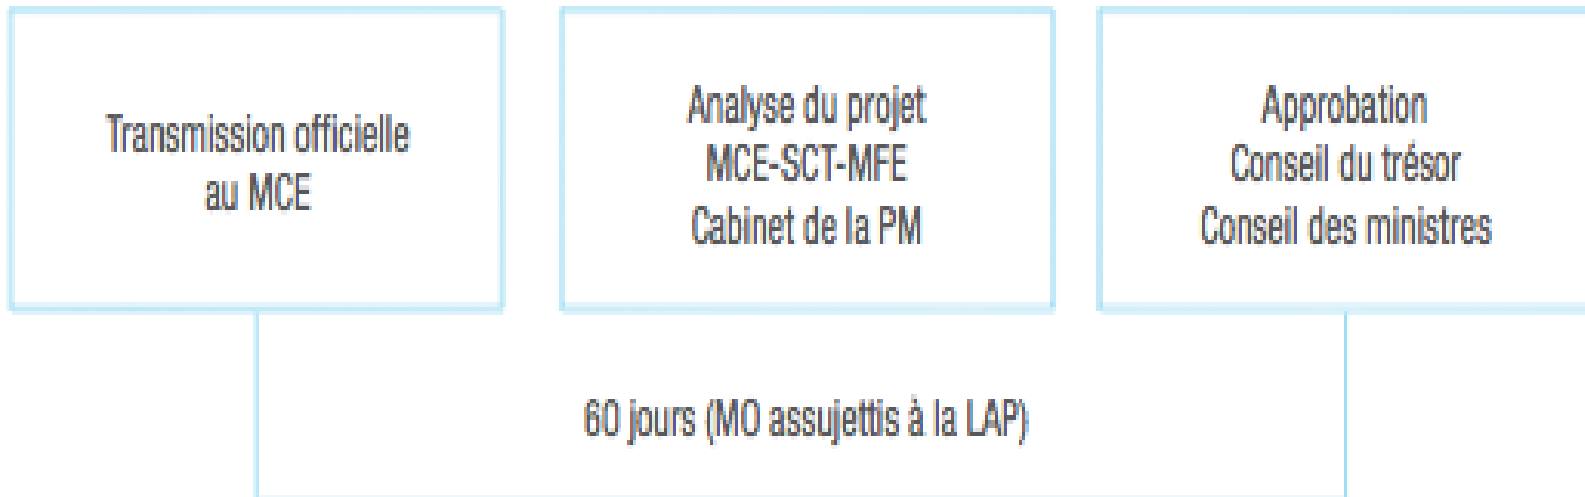 Transmission officielle
au MCE
Analyse du projet
MCE-SCT-MFE
Cabinet de la PM
Approbation
Conseil du trésor
Conseil des ministres
60 jours (MO assujettis à la LAP)